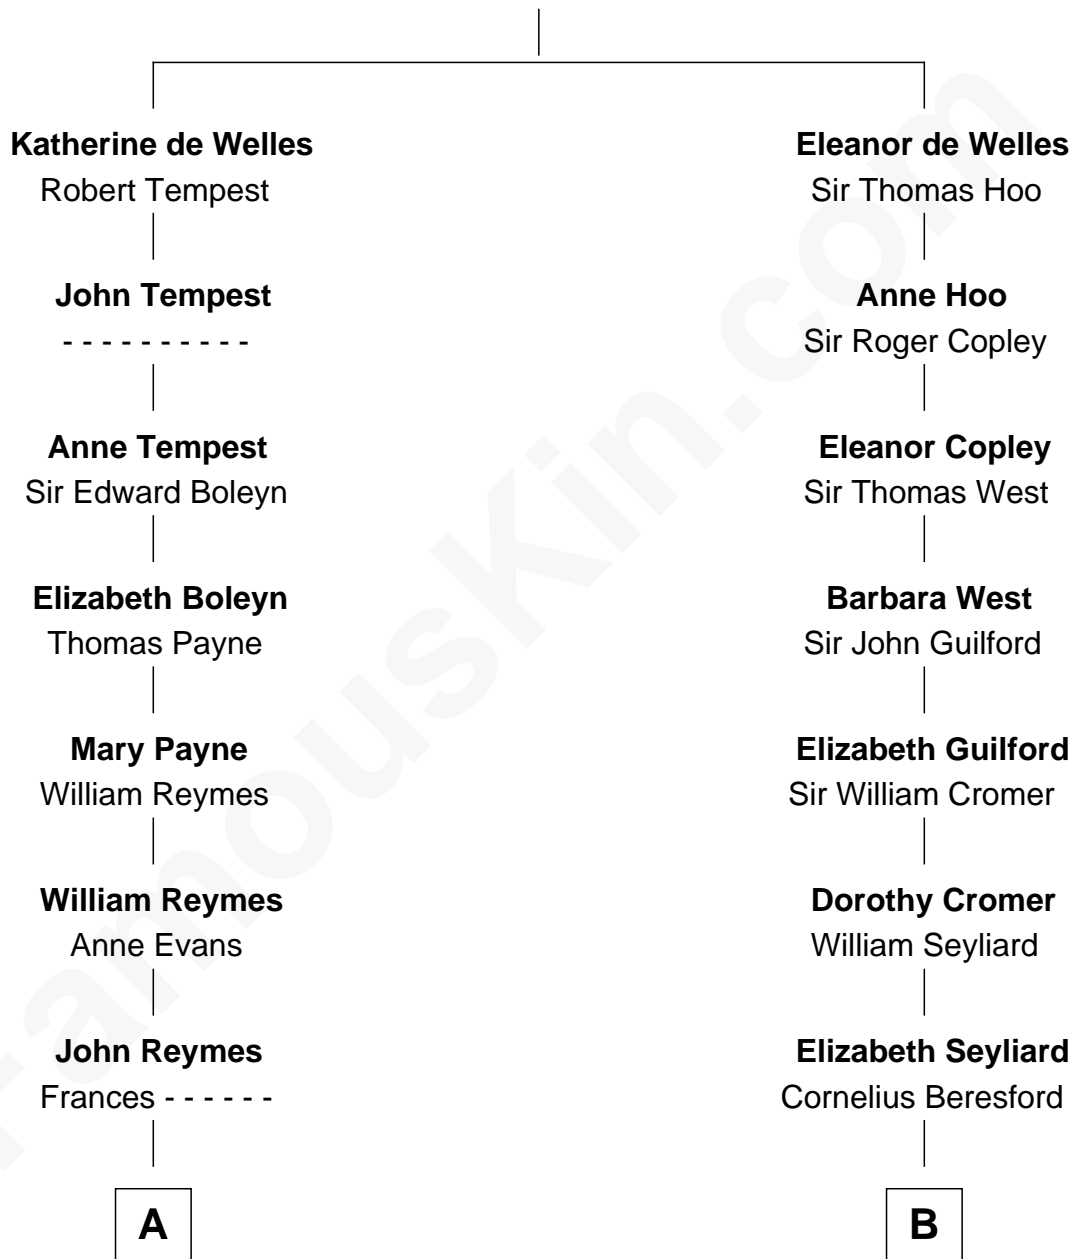 Katherine de Welles
Robert Tempest
John Tempest
- - - - - - - - - -
Anne Tempest
Sir Edward Boleyn
Elizabeth Boleyn
Thomas Payne
Mary Payne
William Reymes
William Reymes
Anne Evans
John Reymes
Frances - - - - - -
A
Eleanor de Welles
Sir Thomas Hoo
Anne Hoo
Sir Roger Copley
Eleanor Copley
Sir Thomas West
Barbara West
Sir John Guilford
Elizabeth Guilford
Sir William Cromer
Dorothy Cromer
William Seyliard
Elizabeth Seyliard
Cornelius Beresford
B
FamousKin.com